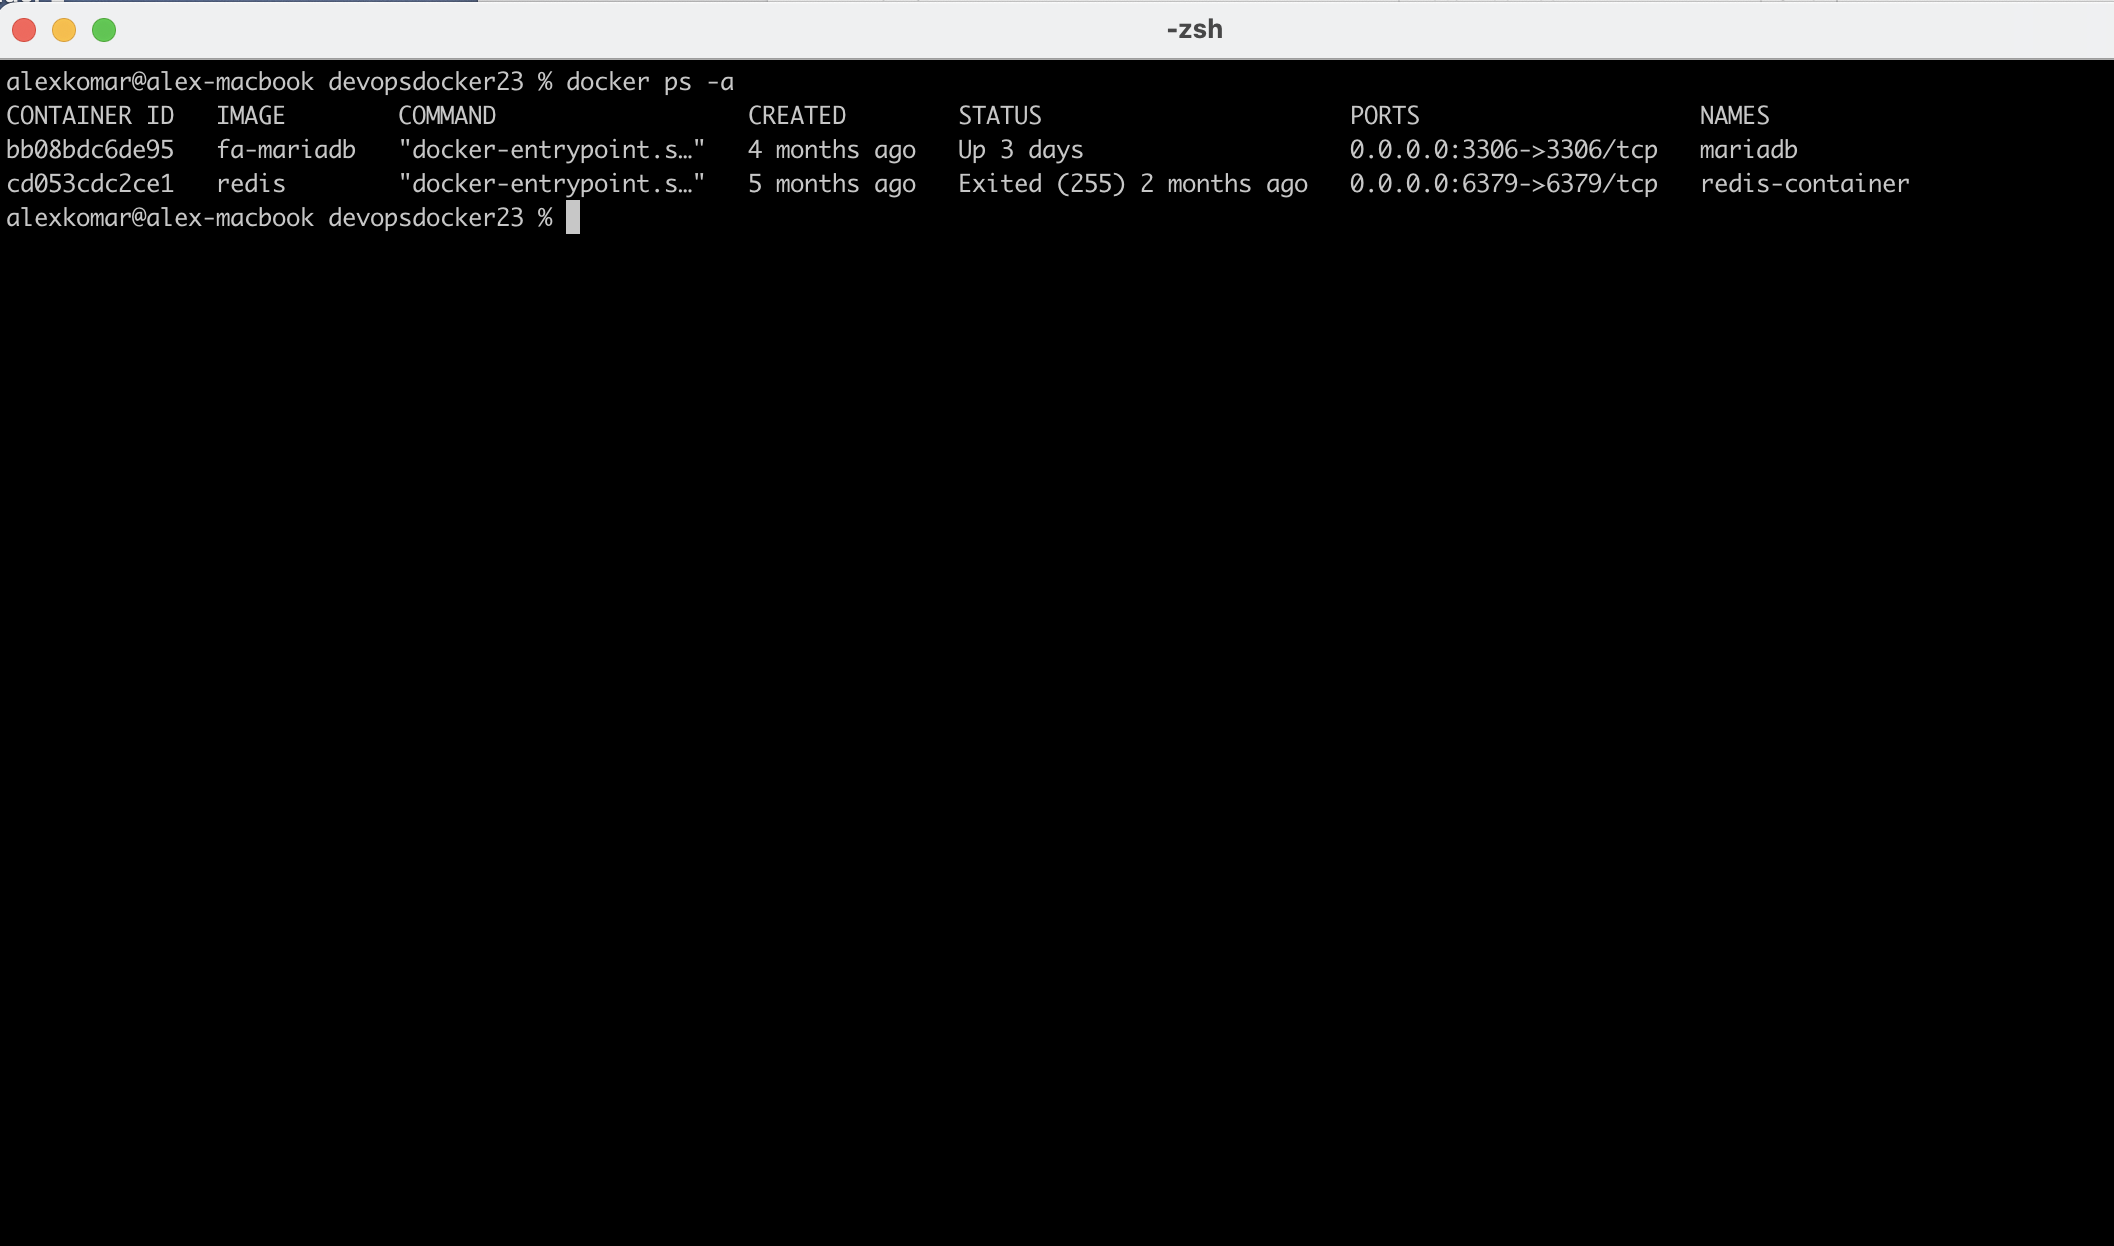 -zsh
alexkomar@alex-macbook devopsdocker23 % docker ps -a
CONTAINER ID   IMAGE        COMMAND                  CREATED        STATUS                      PORTS                    NAMES
bb08bdc6de95   fa-mariadb   "docker-entrypoint.s…"   4 months ago   Up 3 days                   0.0.0.0:3306->3306/tcp   mariadb
cd053cdc2ce1   redis        "docker-entrypoint.s…"   5 months ago   Exited (255) 2 months ago   0.0.0.0:6379->6379/tcp   redis-container
alexkomar@alex-macbook devopsdocker23 %